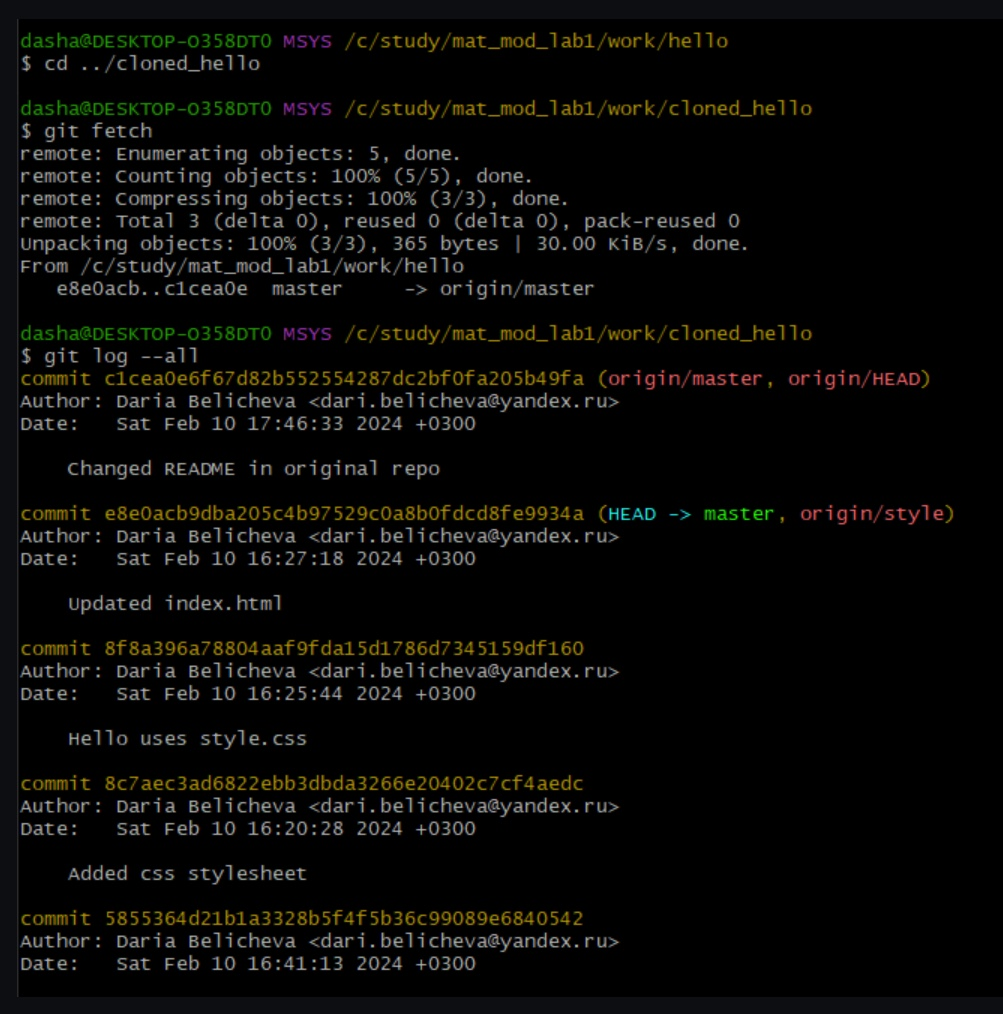 dasha@DESKTOP-O358DT0 MSYS /c/study/mat_mod_lab1/work/hello
$ cd ../cloned_hello
dasha@DESKTOP-O358DT0 MSYS /c/study/mat_mod_lab1/work/cloned_hello
$ git fetch
remote: Enumerating objects: 5, done.
remote: Counting objects: 100% (5/5), done.
remote: Compressing objects: 100% (3/3), done.
remote: Total 3 (delta 0), reused 0 (delta 0), pack-reused 0
Unpacking objects: 100% (3/3), 365 bytes | 30.00 KiB/s, done.
From /c/study/mat_mod_lab1/work/hello
   e8e0acb..c1cea0e  master     -> origin/master
dasha@DESKTOP-O358DT0 MSYS /c/study/mat_mod_lab1/work/cloned_hello
$ git log --all
commit c1cea0e6f67d82b552554287dc2bf0fa205b49fa (origin/master, origin/HEAD)
Author: Daria Belicheva <dari.belicheva@yandex.ru>
Date:   Sat Feb 10 17:46:33 2024 +0300
    Changed README in original repo
commit e8e0acb9dba205c4b97529c0a8b0fdcd8fe9934a (HEAD -> master, origin/style)
Author: Daria Belicheva <dari.belicheva@yandex.ru>
Date:   Sat Feb 10 16:27:18 2024 +0300
    Updated index.html
commit 8f8a396a78804aaf9fda15d1786d7345159df160
Author: Daria Belicheva <dari.belicheva@yandex.ru>
Date:   Sat Feb 10 16:25:44 2024 +0300
    Hello uses style.css
commit 8c7aec3ad6822ebb3dbda3266e20402c7cf4aedc
Author: Daria Belicheva <dari.belicheva@yandex.ru>
Date:   Sat Feb 10 16:20:28 2024 +0300
    Added css stylesheet
commit 5855364d21b1a3328b5f4f5b36c99089e6840542
Author: Daria Belicheva <dari.belicheva@yandex.ru>
Date:   Sat Feb 10 16:41:13 2024 +0300